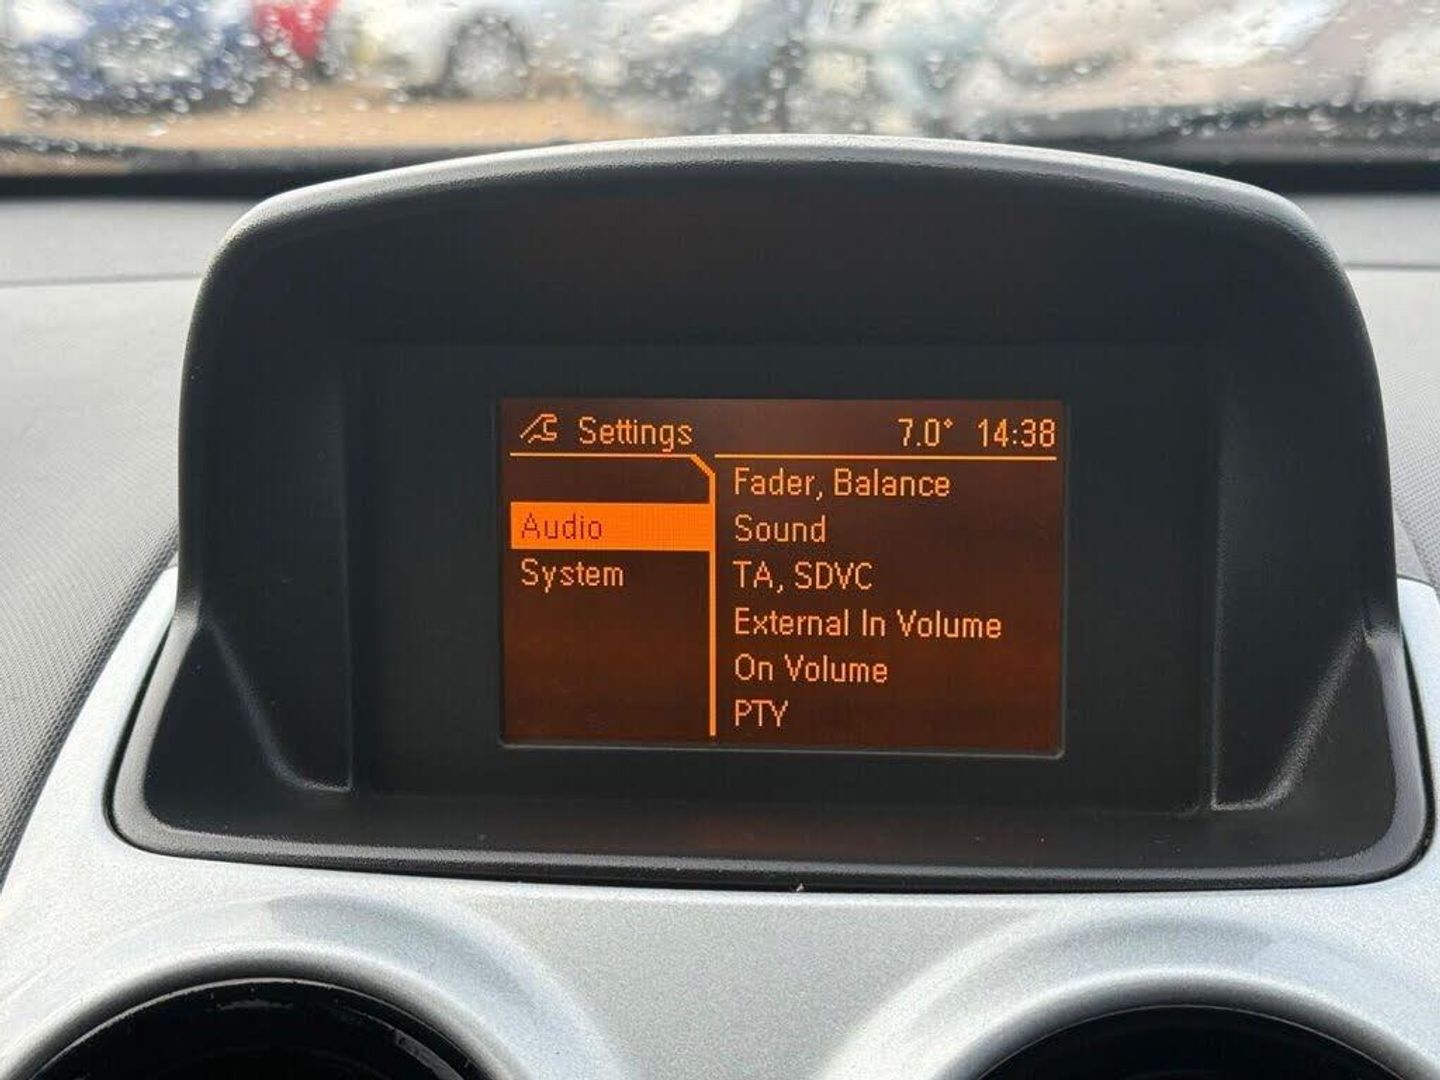 Settings 7.0° 14:38
Audio
System
Fader, Balance
Sound
TA, SDVC
External In Volume
On Volume
PTY